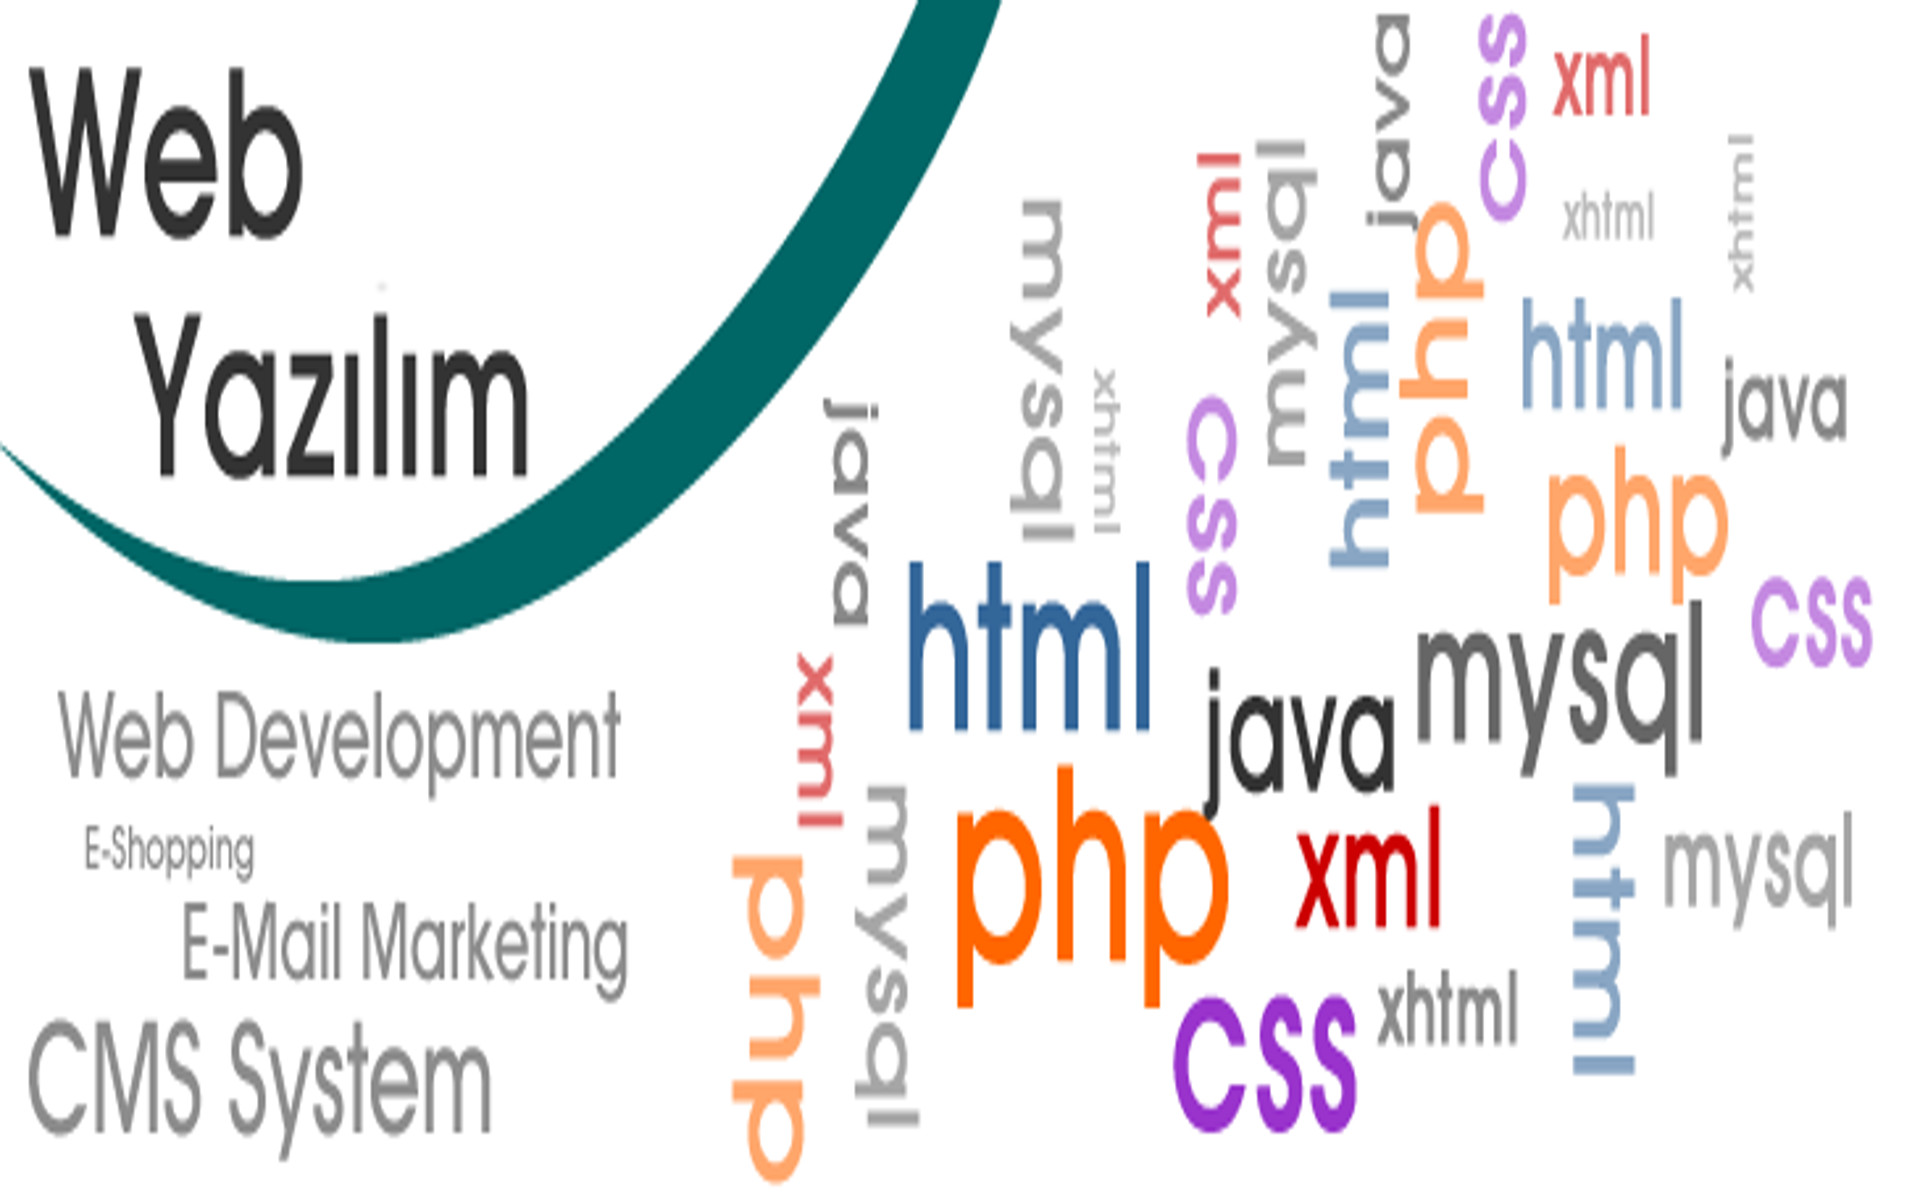 Web
Yazılım
Web Development
E-Shopping
E-Mail Marketing
CMS System
java
css
xml
xhtml
xhtml
xml
mysql
mysql
php
html
html
java
xhtml
css
java
php
html
css
mysql
java
xml
php
xml
html
mysql
mysql
php
css
xhtml